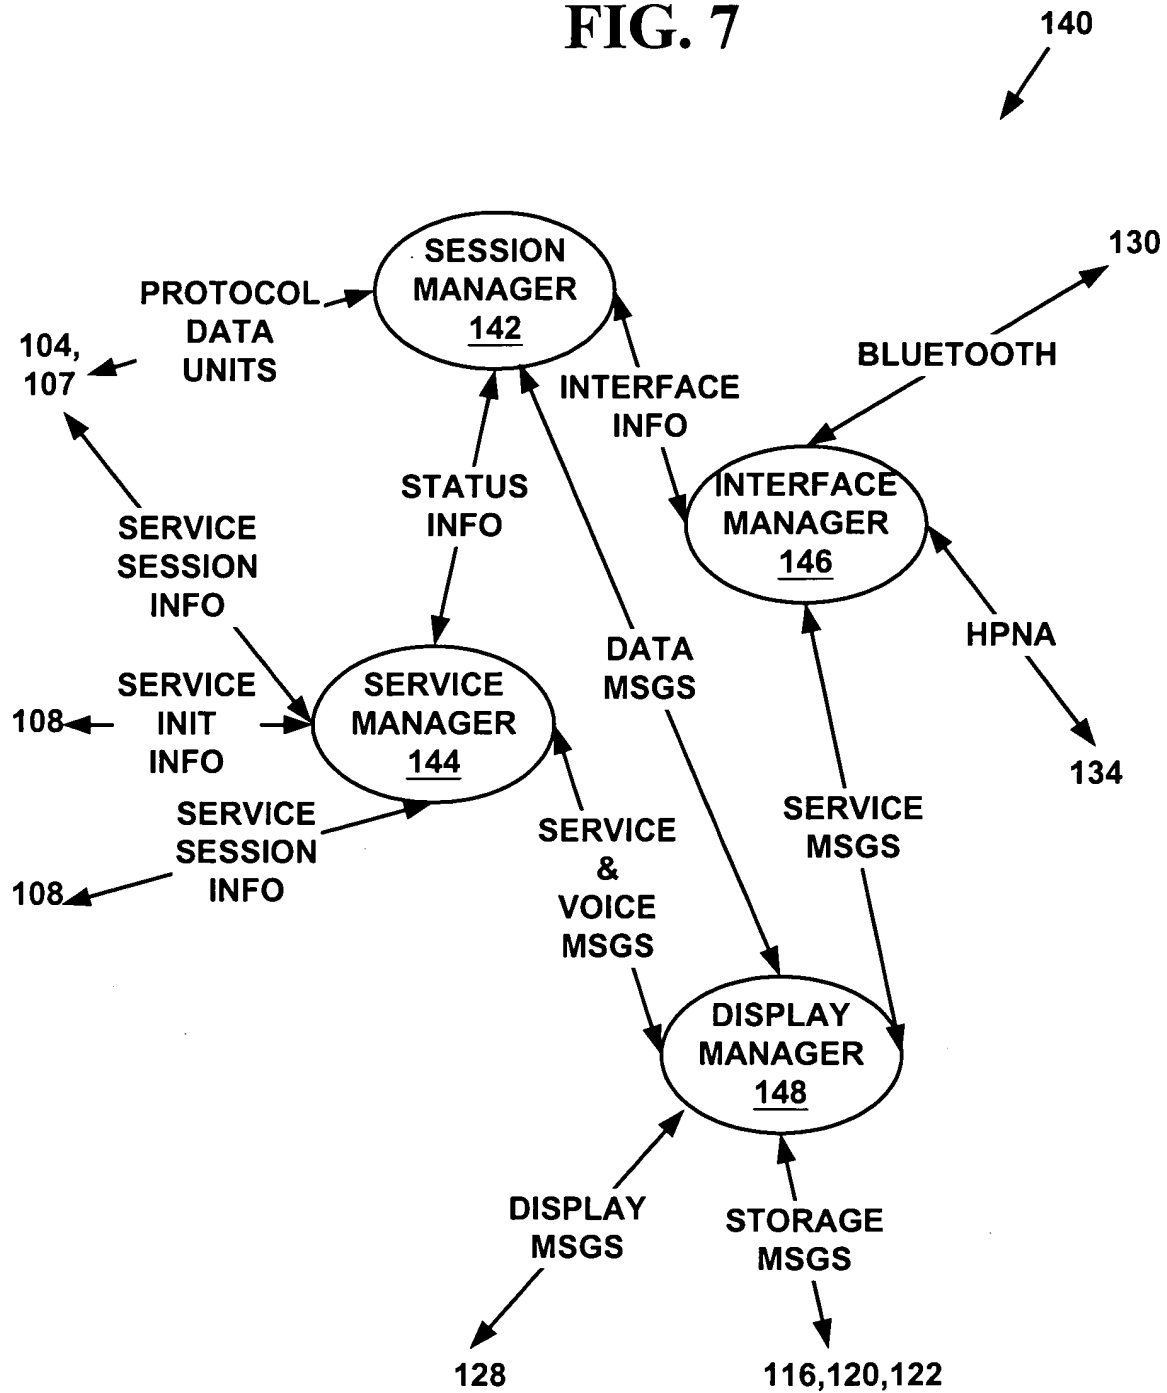 FIG. 7
140
SESSION
MANAGER
142
130
PROTOCOL
DATA
UNITS
104,
107
BLUETOOTH
INTERFACE
INFO
STATUS
INFO
INTERFACE
MANAGER
146
SERVICE
SESSION
INFO
HPNA
DATA
MSGS
SERVICE
INIT
INFO
108
SERVICE
MANAGER
144
134
SERVICE
MSGS
SERVICE
SESSION
INFO
108
SERVICE
&
VOICE
MSGS
DISPLAY
MANAGER
148
DISPLAY
MSGS
STORAGE
MSGS
128
116,120,122